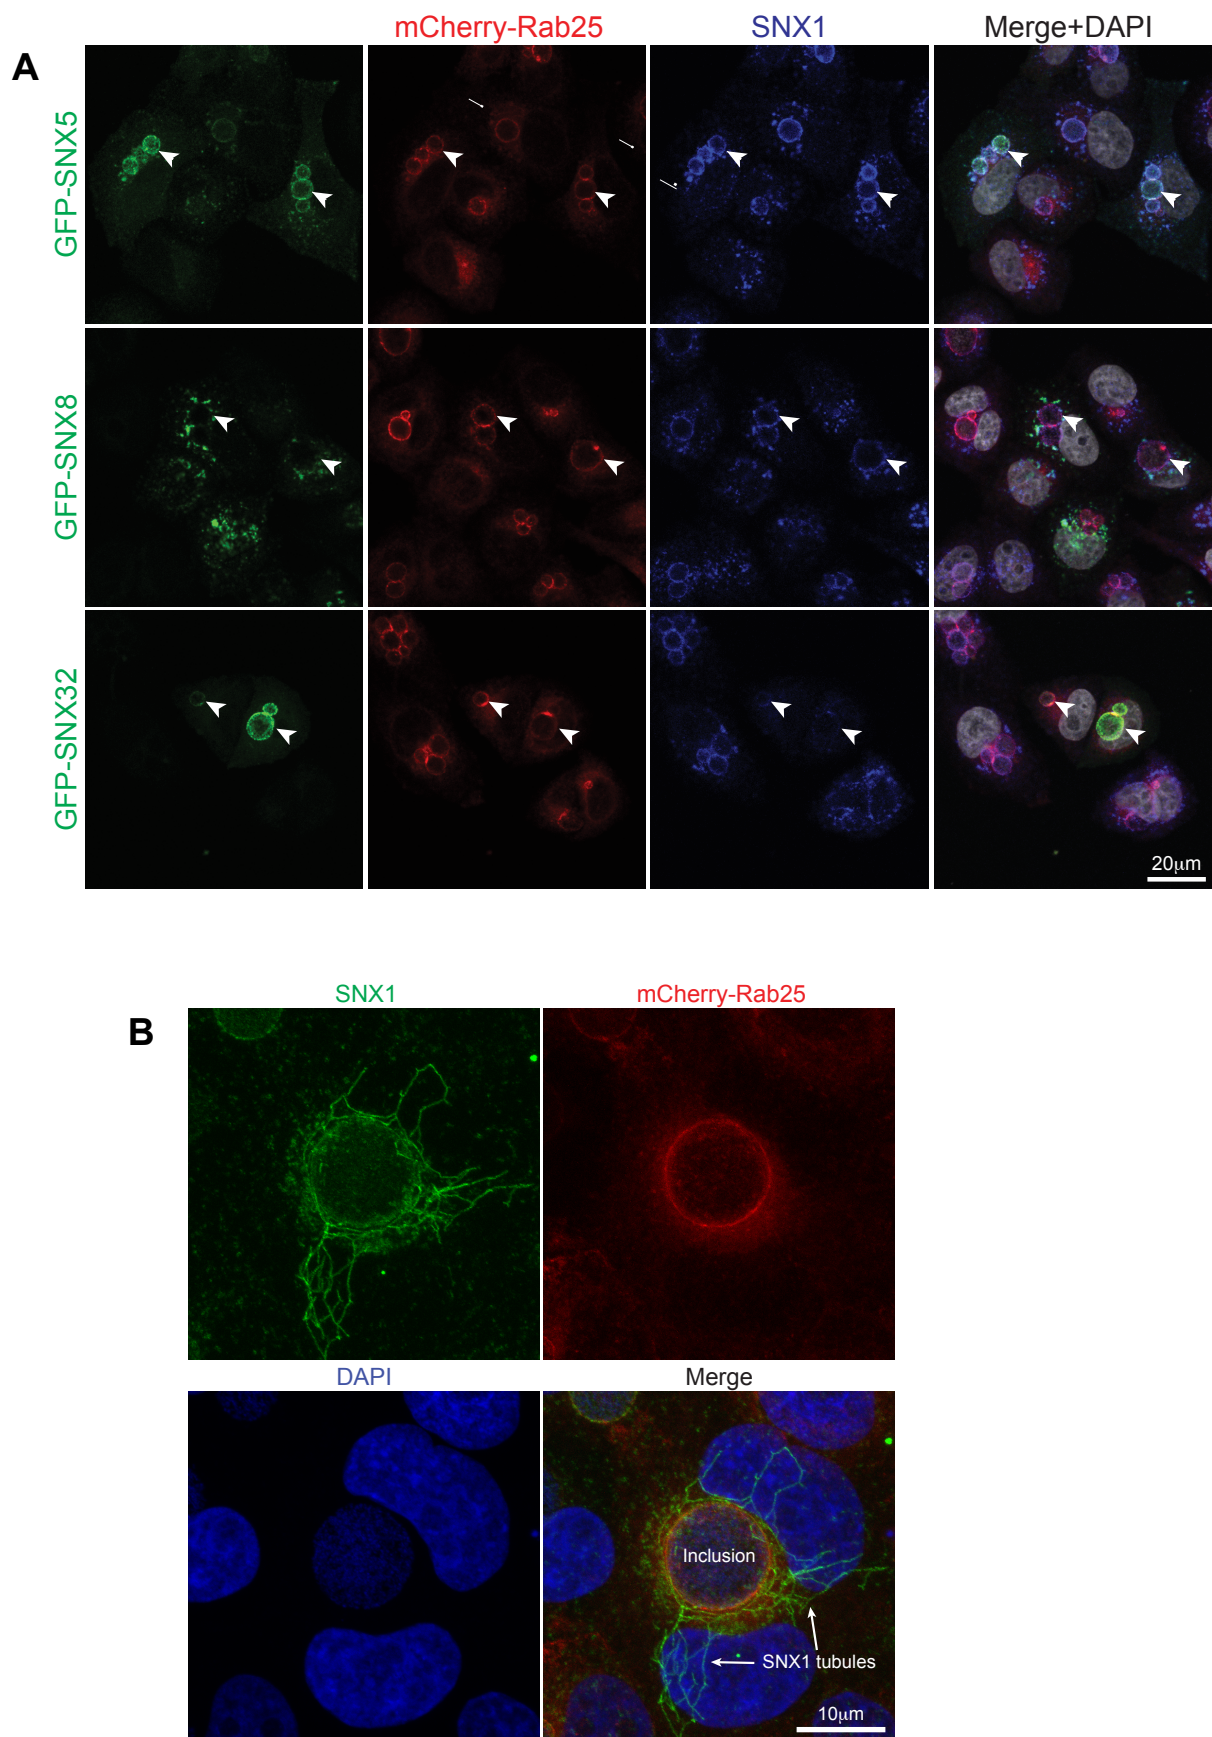 mCherry-Rab25 SNX1 Merge+DAPI
A
GFP-SNX5
GFP-SNX8
GFP-SNX32
20μm
SNX1 mCherry-Rab25
B
DAPI Merge
Inclusion
SNX1 tubules
10μm